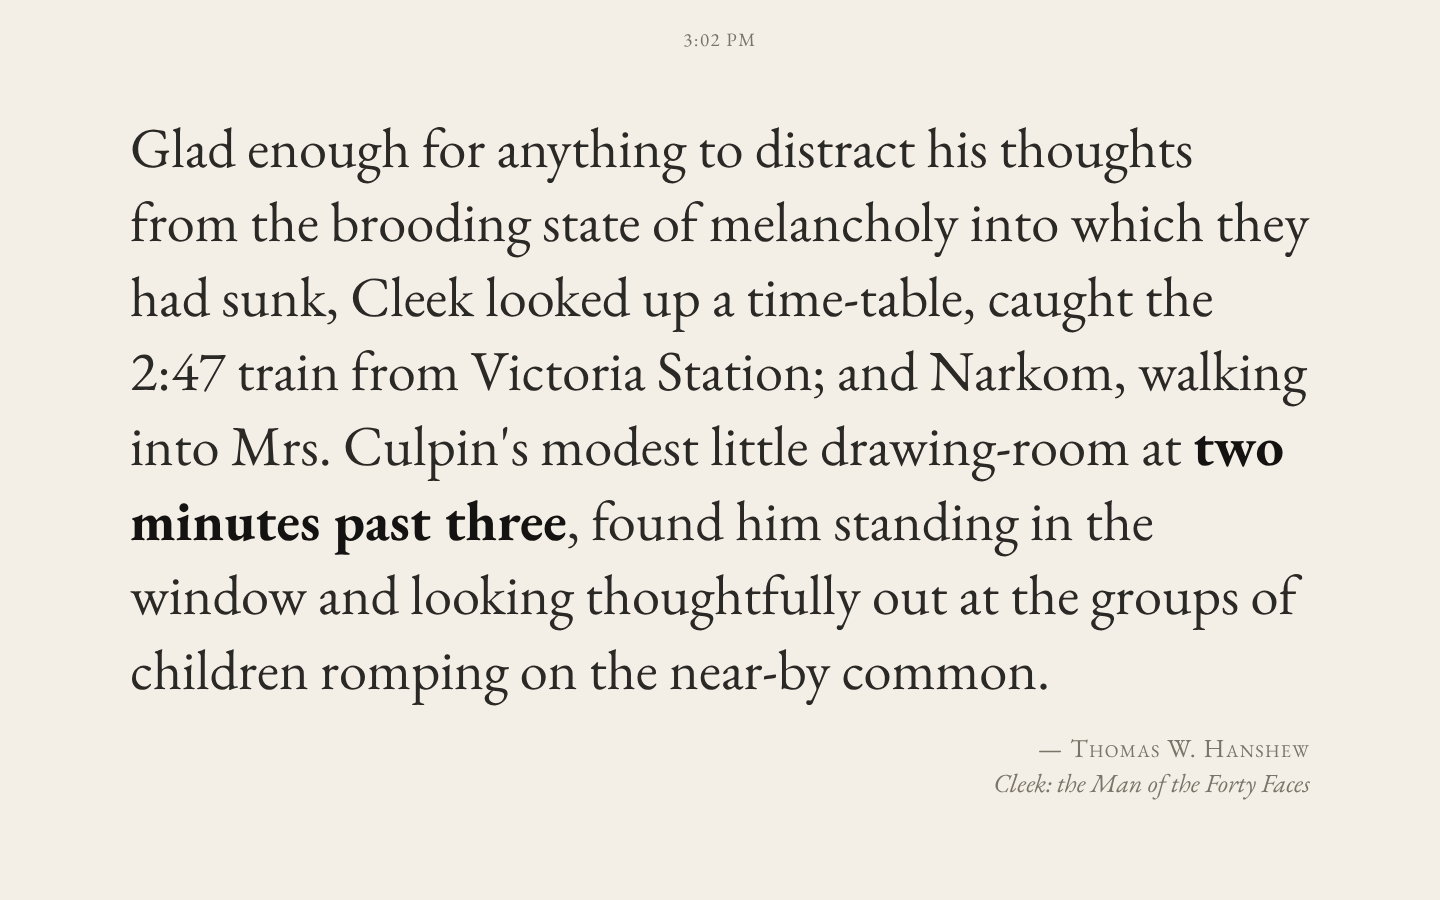 3:02 PM
Glad enough for anything to distract his thoughts
from the brooding state of melancholy into which they
had sunk, Cleek looked up a time-table, caught the
2:47 train from Victoria Station; and Narkom, walking
into Mrs. Culpin's modest little drawing-room at two
minutes past three, found him standing in the
window and looking thoughtfully out at the groups of
children romping on the near-by common.
— Thomas W. Hanshew
Cleek: the Man of the Forty Faces